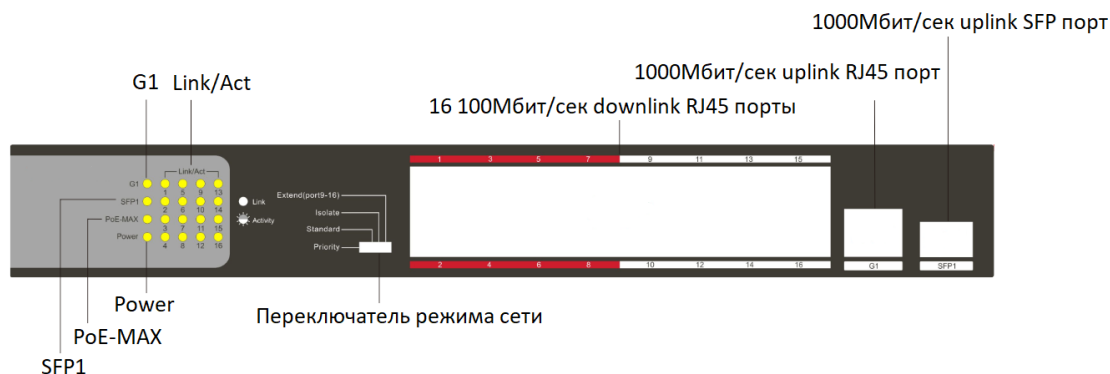 1000Мбит/сек uplink SFP порт
1000Мбит/сек uplink RJ45 порт
G1 Link/Act
16 100Мбит/сек downlink RJ45 порты
1 3 5 7 9 11 13 15
Link/Act
G1
1 5 9 13
SFP1
2 6 10 14
PoE-MAX
3 7 11 15
Power
4 8 12 16
Link
Activity
Extend(port9-16)
Isolate
Standard
Priority
2 4 6 8 10 12 14 16
G1
SFP1
Power
Переключатель режима сети
PoE-MAX
SFP1